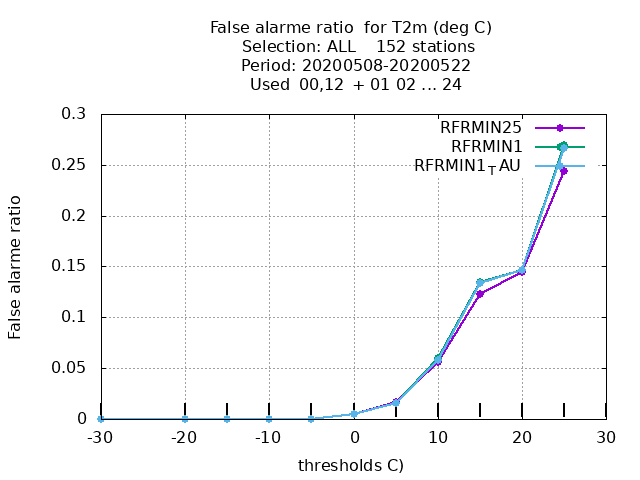 False alarme ratio  for T2m (deg C)
Selection: ALL    152 stations
Period: 20200508-20200522
Used  00,12  + 01 02 ... 24
RFRMIN25
RFRMIN1
RFRMIN1TAU
0.3
0.25
0.2
0.15
0.1
0.05
0
False alarme ratio
-30
-20
-10
0
10
20
30
thresholds C)